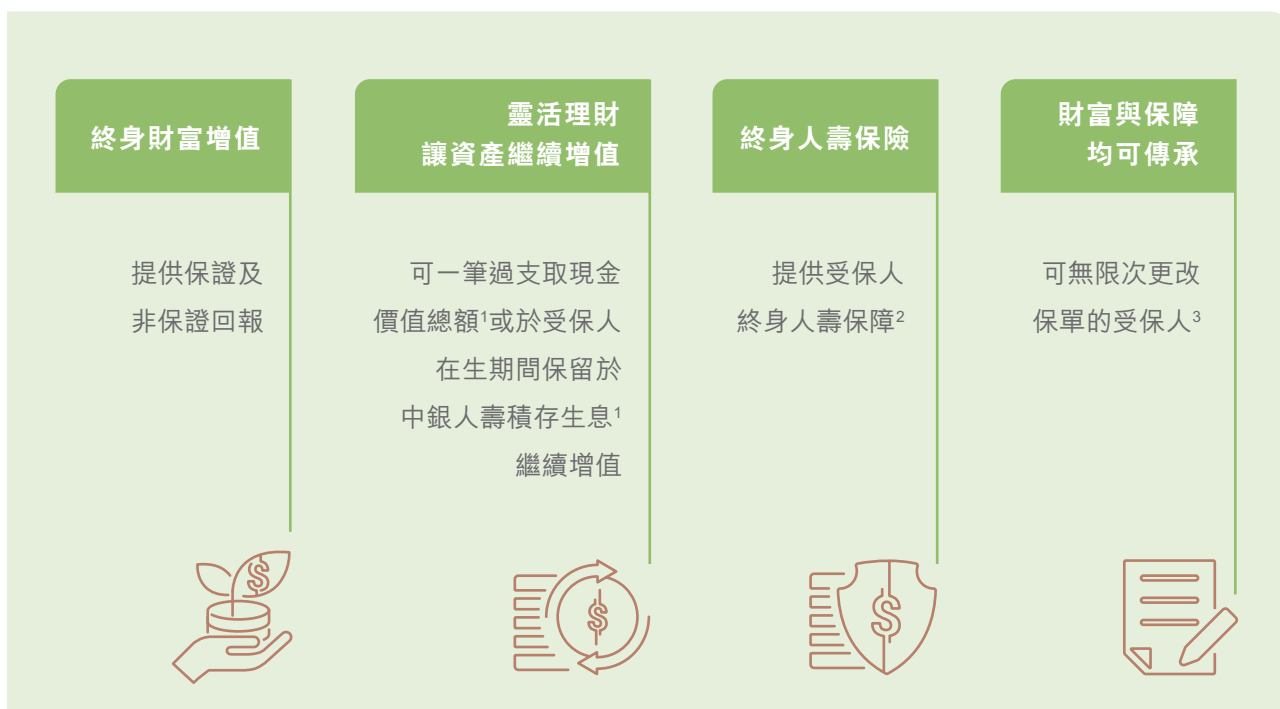 終身財富增值
提供保證及
非保證回報
靈活理財
讓資產繼續增值
可一筆過支取現金
價值總額¹或於受保人
在生期間保留於
中銀人壽積存生息¹
繼續增值
終身人壽保險
提供受保人
終身人壽保障²
財富與保障
均可傳承
可無限次更改
保單的受保人³